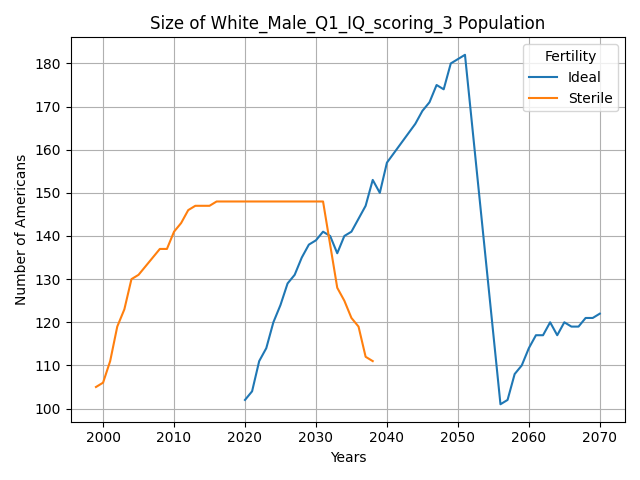 Size of White_Male_Q1_IQ_scoring_3 Population
Fertility
Ideal
Sterile
Number of Americans
180
170
160
150
140
130
120
110
100
2000 2010 2020 2030 2040 2050 2060 2070
Years